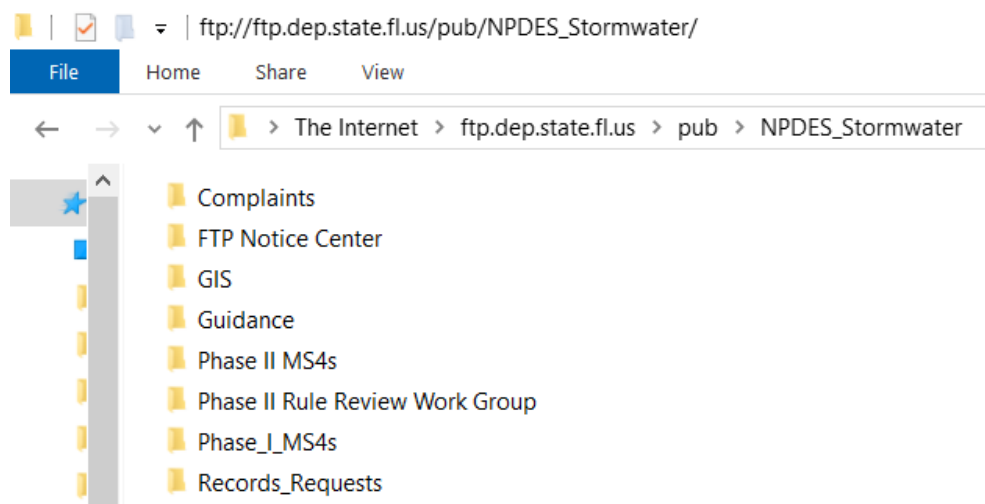 ftp://ftp.dep.state.fl.us/pub/NPDES_Stormwater/
File Home Share View
The Internet > ftp.dep.state.fl.us > pub > NPDES_Stormwater
Complaints
FTP Notice Center
GIS
Guidance
Phase II MS4s
Phase II Rule Review Work Group
Phase_I_MS4s
Records_Requests